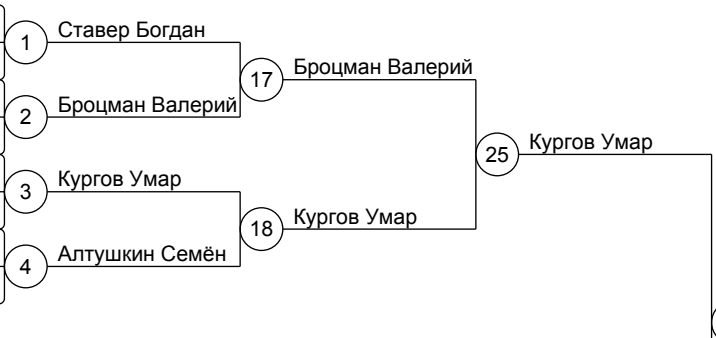 1 Ставер Богдан
17 Броцман Валерий
2 Броцман Валерий
25 Кургов Умар
3 Кургов Умар
18 Кургов Умар
4 Алтушкин Семён